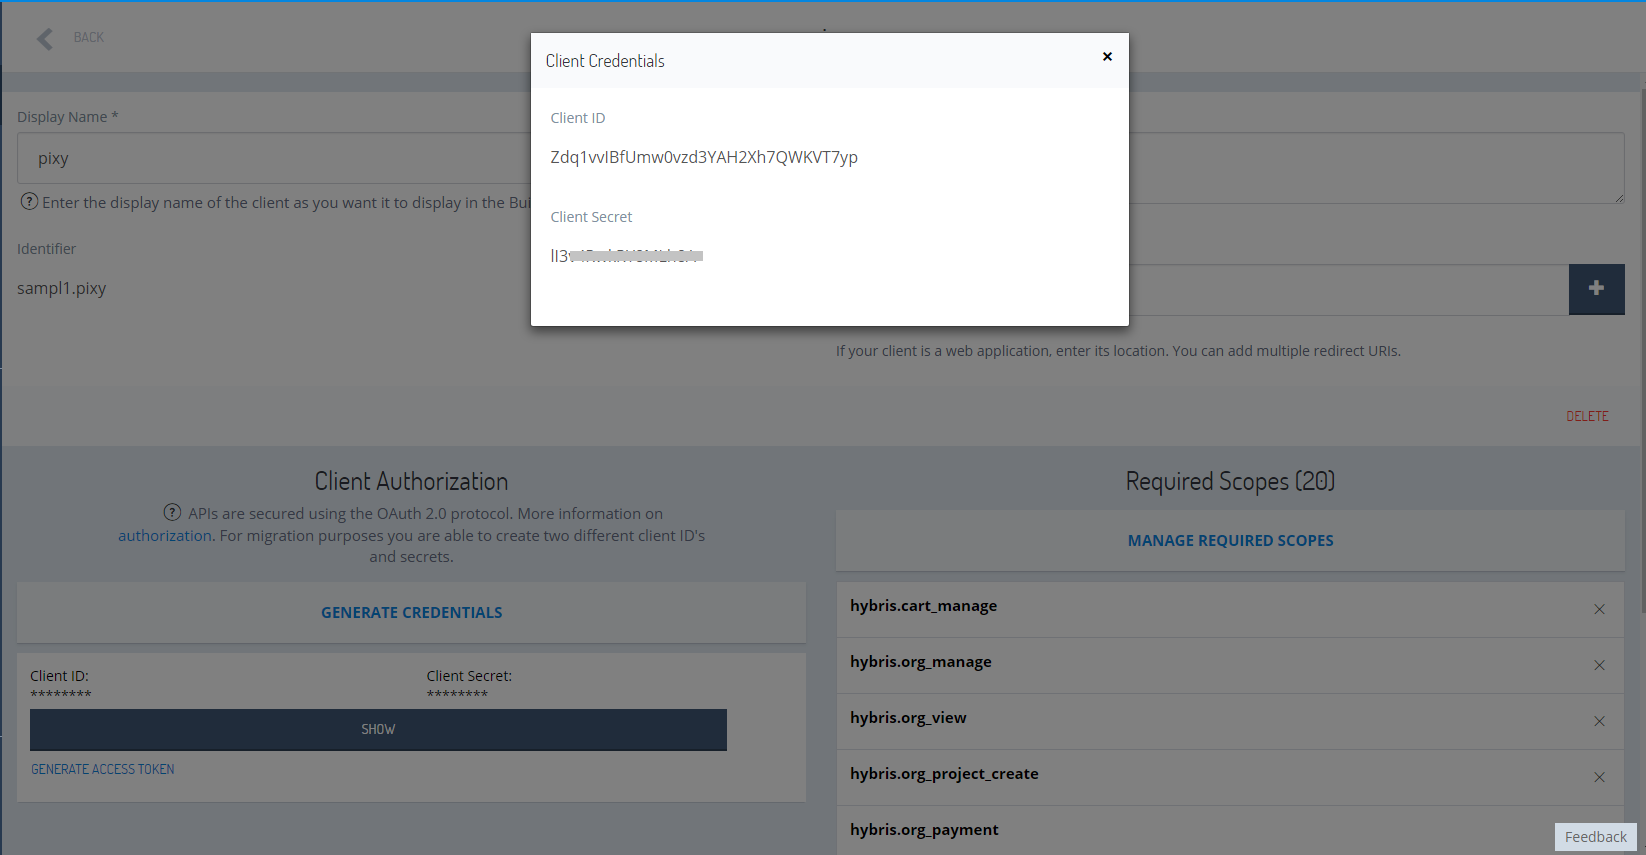 BACK
Client Credentials
Client ID
Zdq1vvIBfUmw0vzd3YAH2Xh7QWKVT7yp
Client Secret
Display Name *
pixy
Enter the display name of the client as you want it to display in the Bui
Identifier
sampl1.pixy
If your client is a web application, enter its location. You can add multiple redirect URIs.
DELETE
Client Authorization
APIs are secured using the OAuth 2.0 protocol. More information on
authorization. For migration purposes you are able to create two different client ID's
and secrets.
GENERATE CREDENTIALS
Client ID:
Client Secret:
********
********
SHOW
GENERATE ACCESS TOKEN
Required Scopes (20)
MANAGE REQUIRED SCOPES
hybris.cart_manage
hybris.org_manage
hybris.org_view
hybris.org_project_create
hybris.org_payment
Feedback